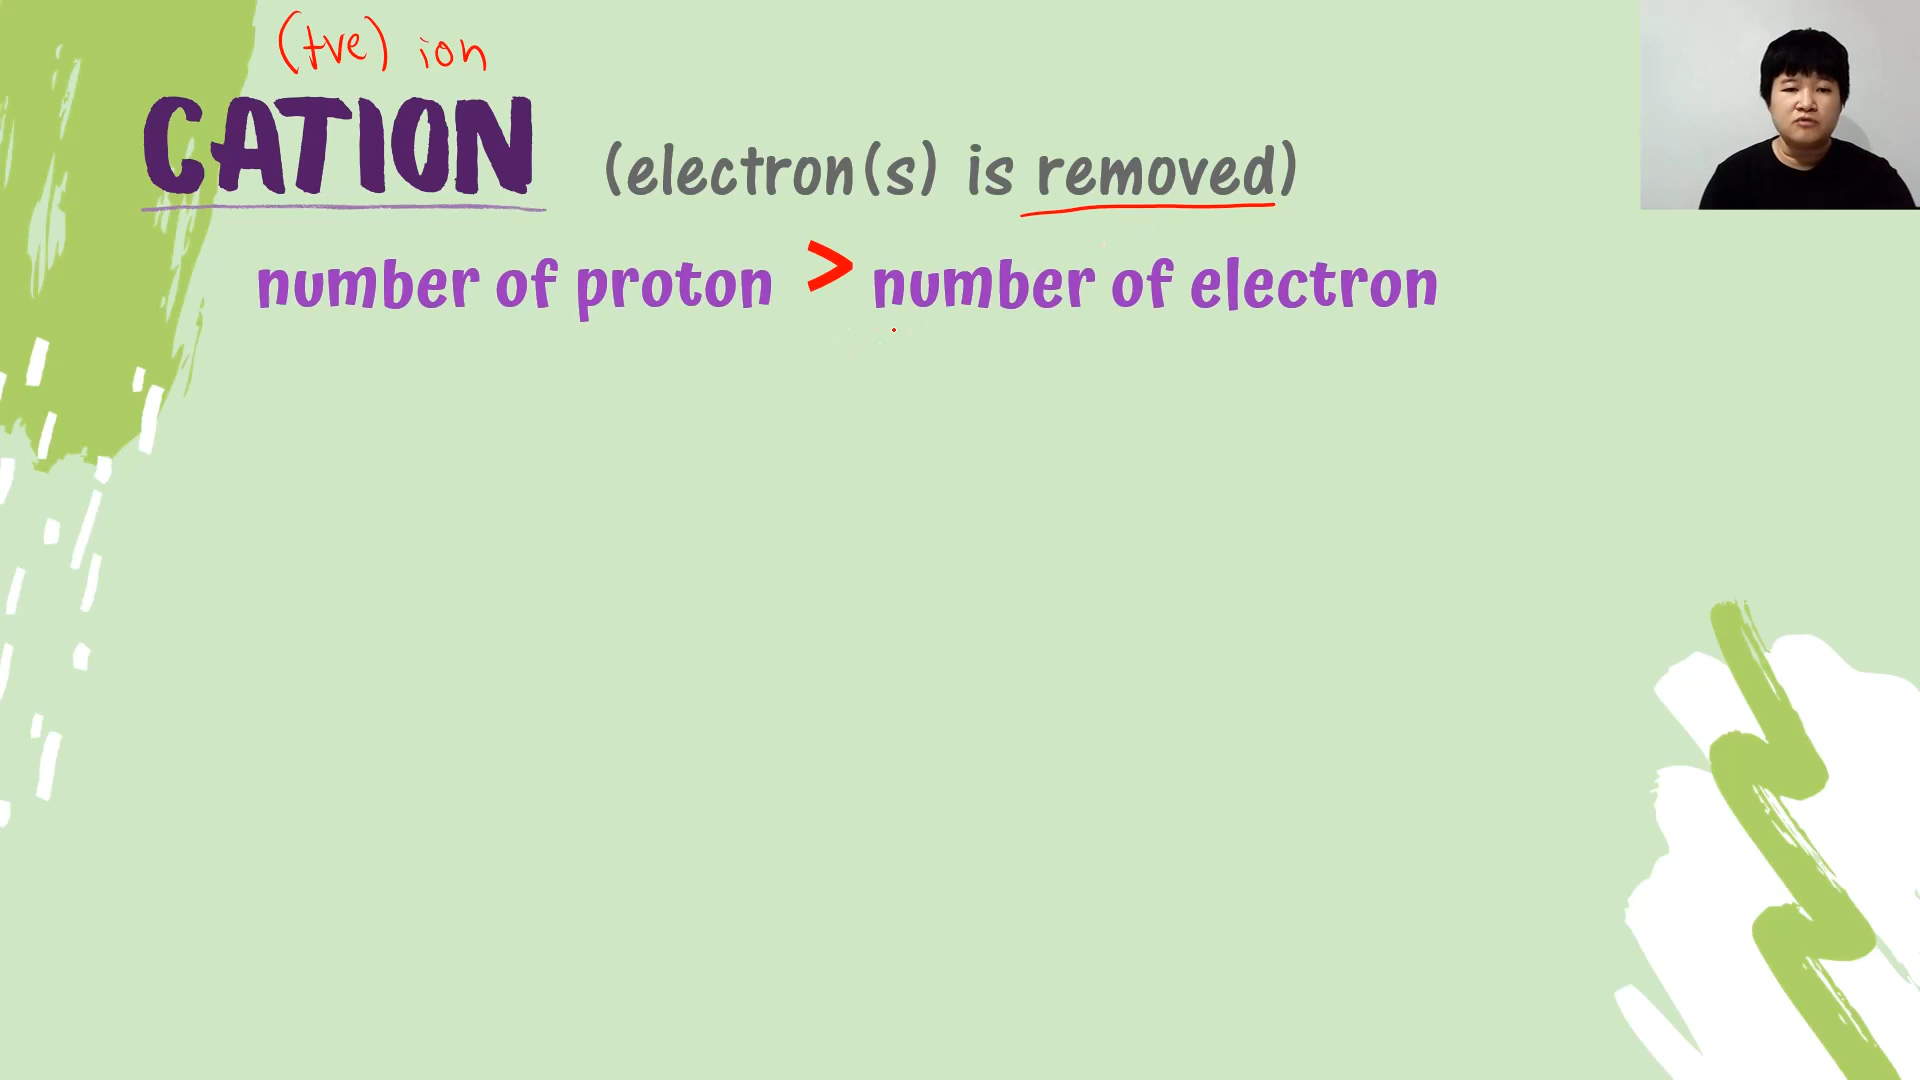 (+ve) ion
CATION (electron(s) is removed)
number of proton > number of electron